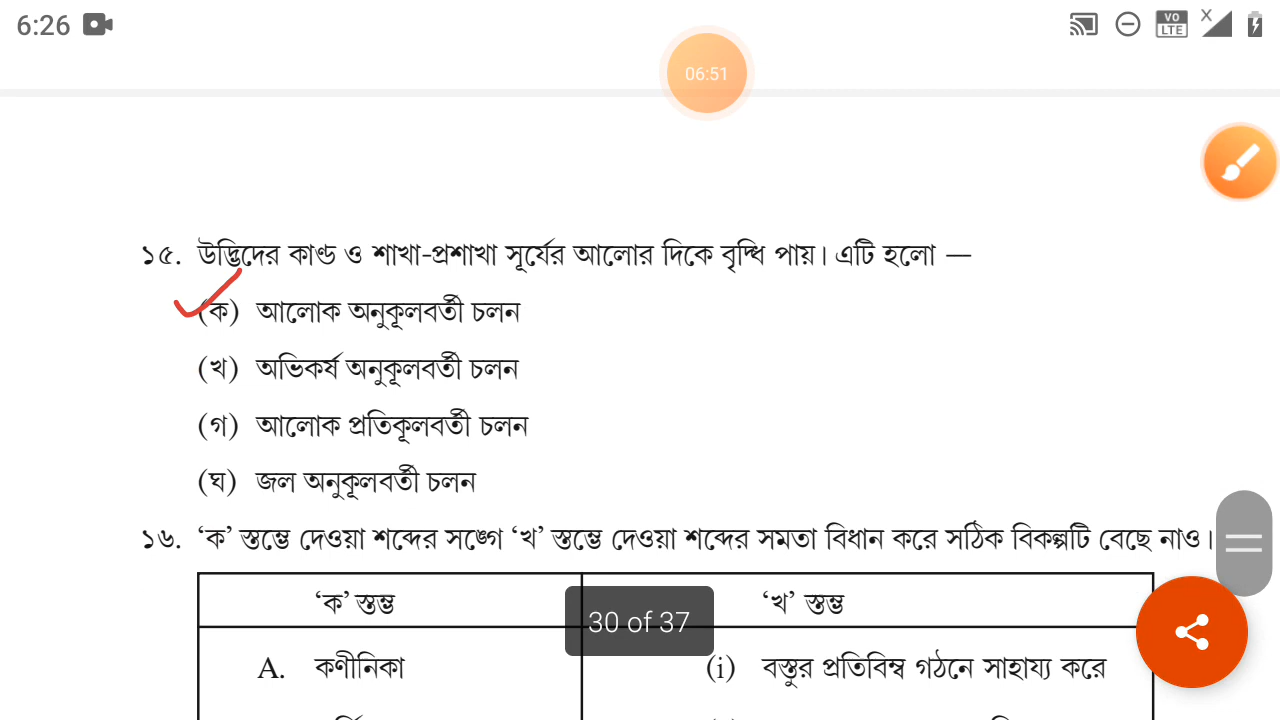 6:26
VO LTE X
06:51
১৫. উদ্ভিদের কাণ্ড ও শাখা-প্রশাখা সূর্যের আলোর দিকে বৃদ্ধি পায়। এটি হলো —
(ক) আলোক অনুকূলবর্তী চলন
(খ) অভিকর্ষ অনুকূলবর্তী চলন
(গ) আলোক প্রতিকূলবর্তী চলন
(ঘ) জল অনুকূলবর্তী চলন
১৬. ‘ক’ স্তম্ভে দেওয়া শব্দের সঙ্গে ‘খ’ স্তম্ভে দেওয়া শব্দের সমতা বিধান করে সঠিক বিকল্পটি বেছে নাও।
‘ক’ স্তম্ভ ‘খ’ স্তম্ভ
30 of 37
A. কণীনিকা (i) বস্তুর প্রতিবিম্ব গঠনে সাহায্য করে